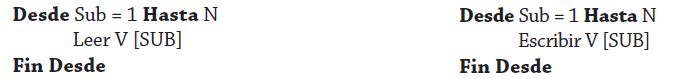 Desde Sub = 1 Hasta N
Leer V [SUB]
Fin Desde
Desde Sub = 1 Hasta N
Escribir V [SUB]
Fin Desde